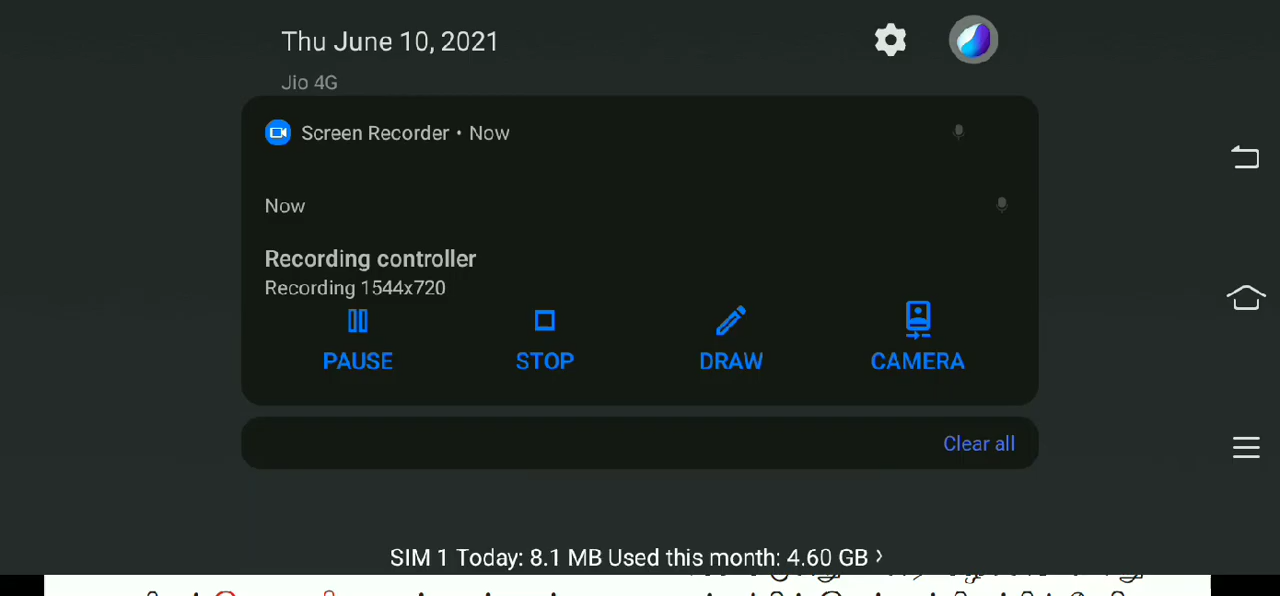 Thu June 10, 2021
Jio 4G
Screen Recorder • Now
Now
Recording controller
Recording 1544x720
PAUSE STOP DRAW CAMERA
Clear all
SIM 1 Today: 8.1 MB Used this month: 4.60 GB ›